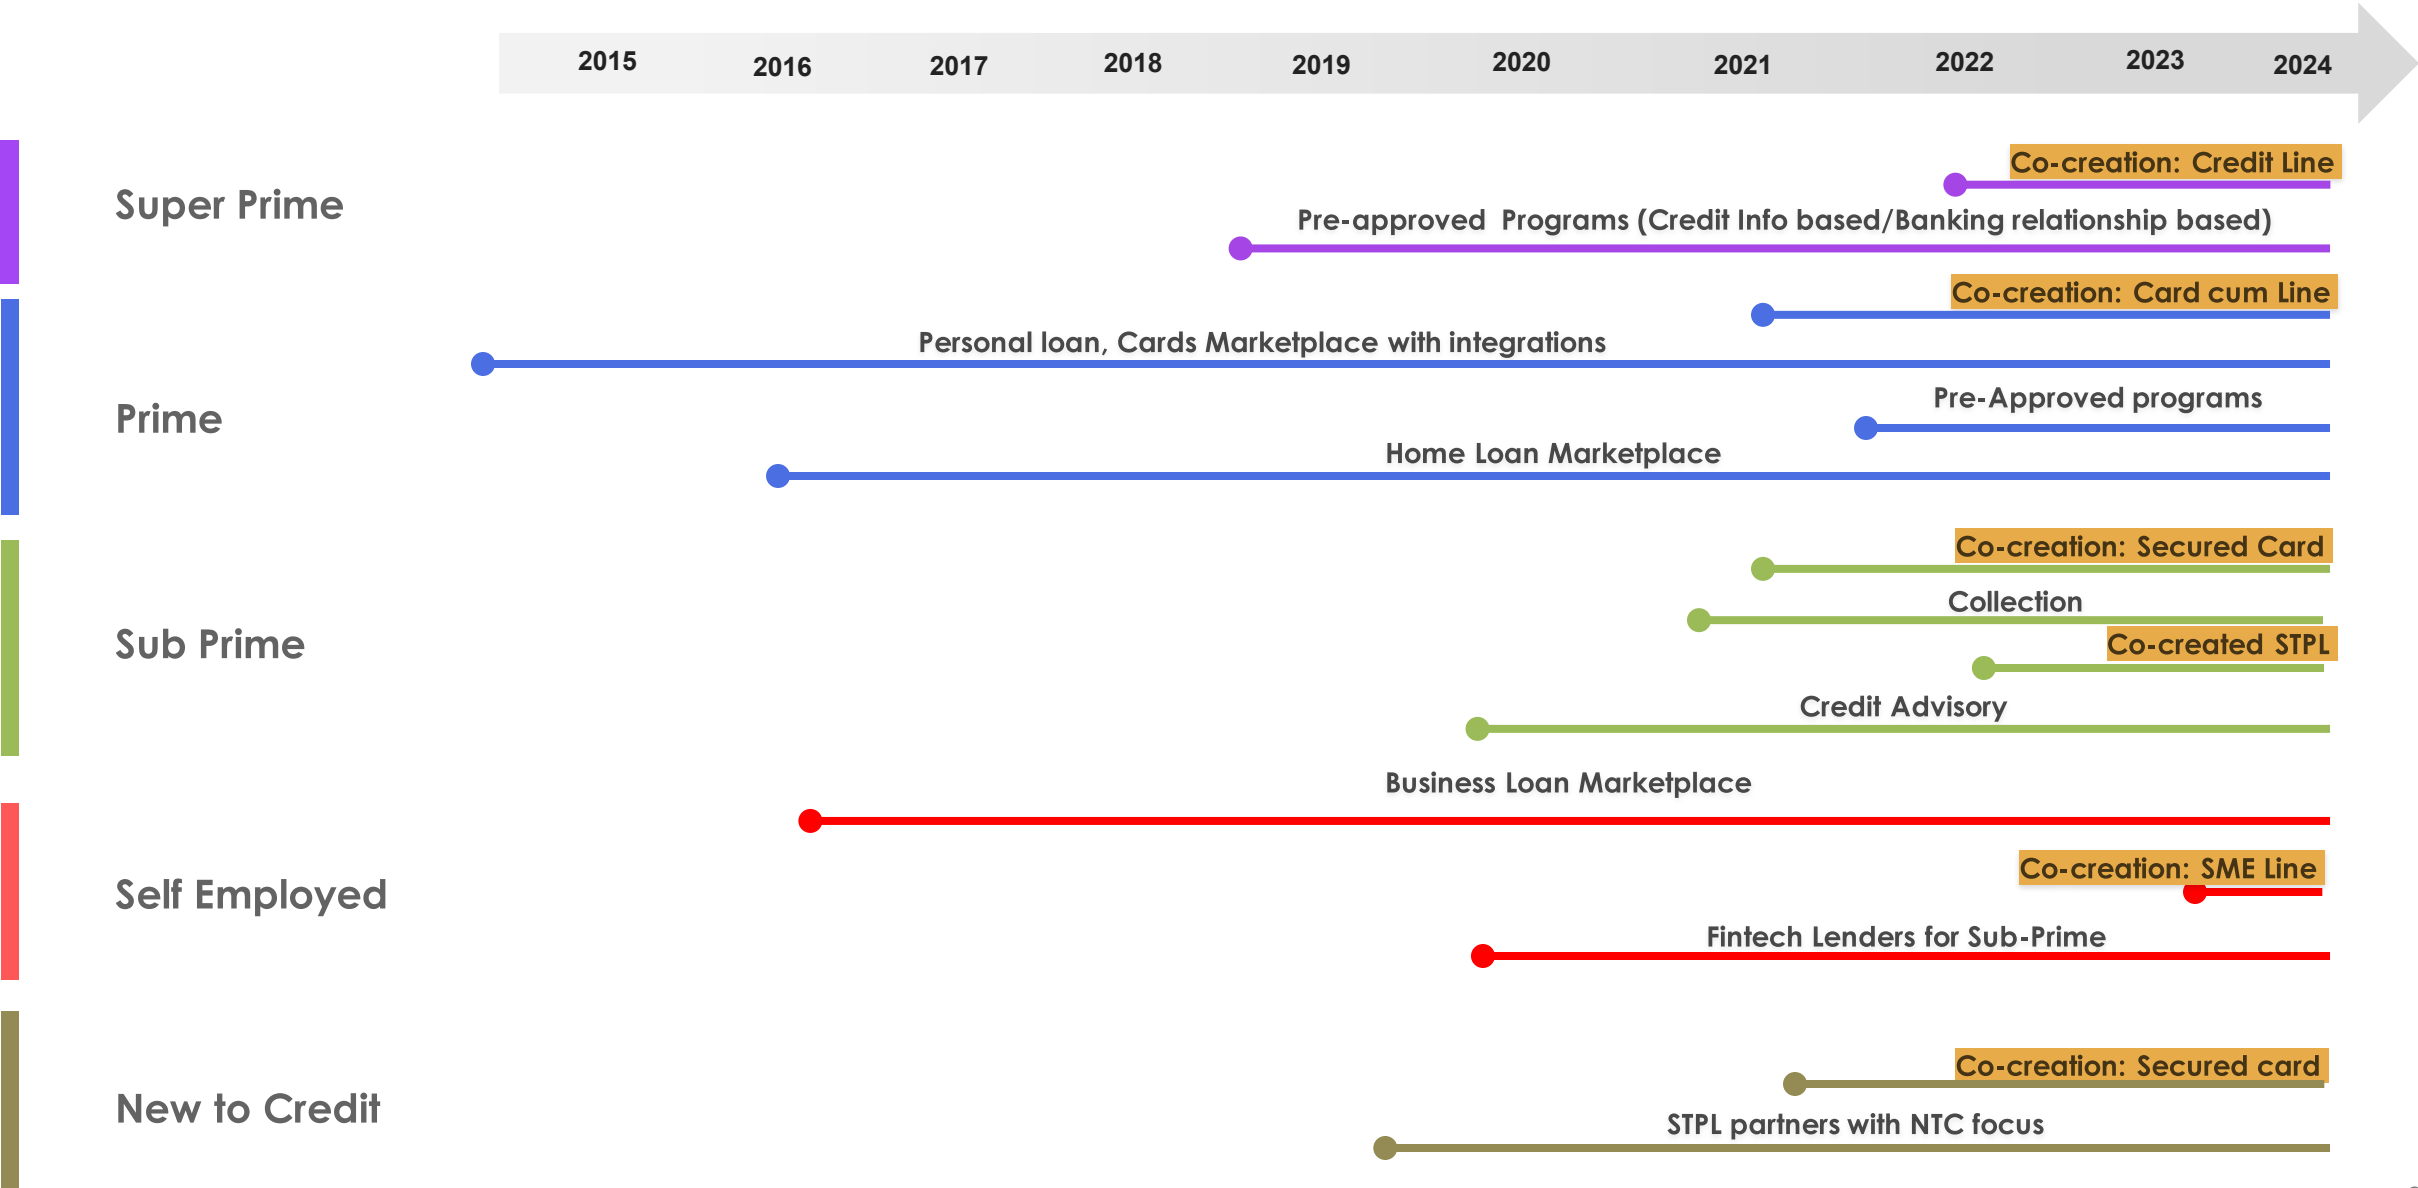 2015 2016 2017 2018 2019 2020 2021 2022 2023 2024
Super Prime
Co-creation: Credit Line
Pre-approved Programs (Credit Info based/Banking relationship based)
Prime
Co-creation: Card cum Line
Personal loan, Cards Marketplace with integrations
Pre-Approved programs
Home Loan Marketplace
Sub Prime
Co-creation: Secured Card
Collection
Co-created STPL
Credit Advisory
Self Employed
Business Loan Marketplace
Co-creation: SME Line
Fintech Lenders for Sub-Prime
New to Credit
Co-creation: Secured card
STPL partners with NTC focus